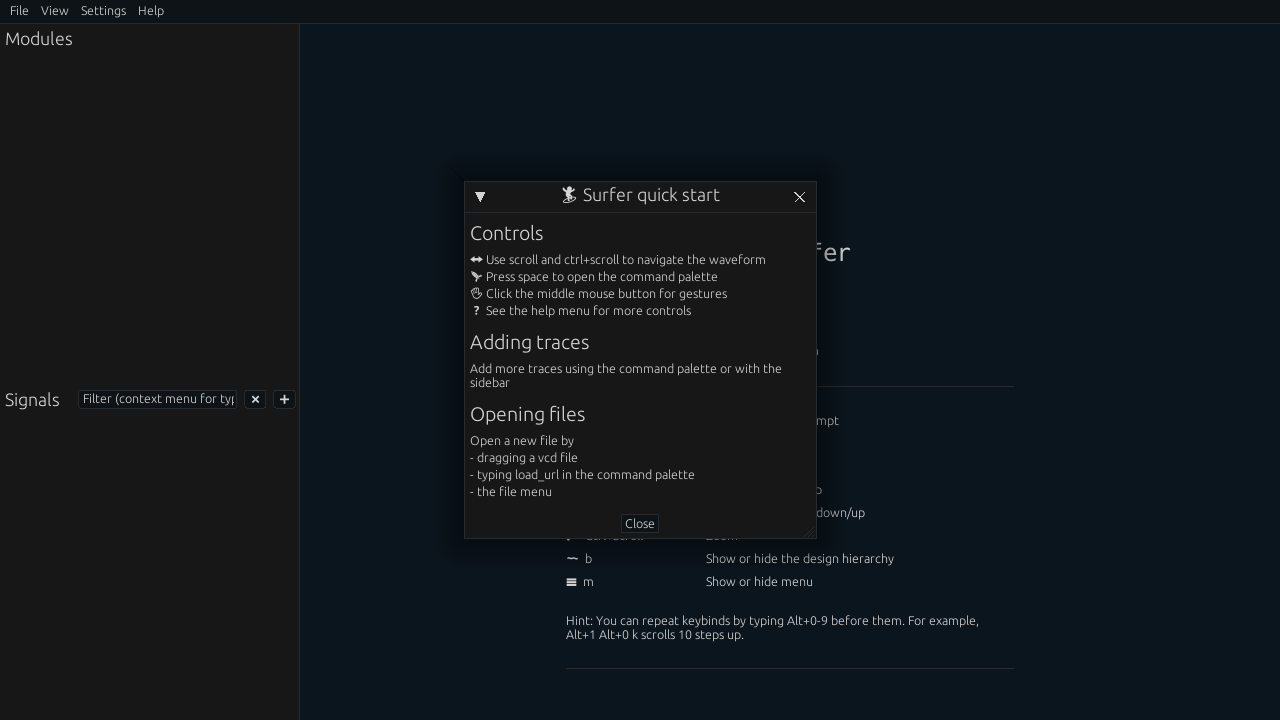 File View Settings Help
Modules
Surfer quick start
Controls
Use scroll and ctrl+scroll to navigate the waveform
Press space to open the command palette
Click the middle mouse button for gestures
? See the help menu for more controls
Adding traces
Add more traces using the command palette or with the
sidebar
Opening files
Open a new file by
- dragging a vcd file
- typing load_url in the command palette
- the file menu
Close
Signals Filter (context menu for typ
down/up
b Show or hide the design hierarchy
m Show or hide menu
Hint: You can repeat keybinds by typing Alt+0-9 before them. For example,
Alt+1 Alt+0 k scrolls 10 steps up.